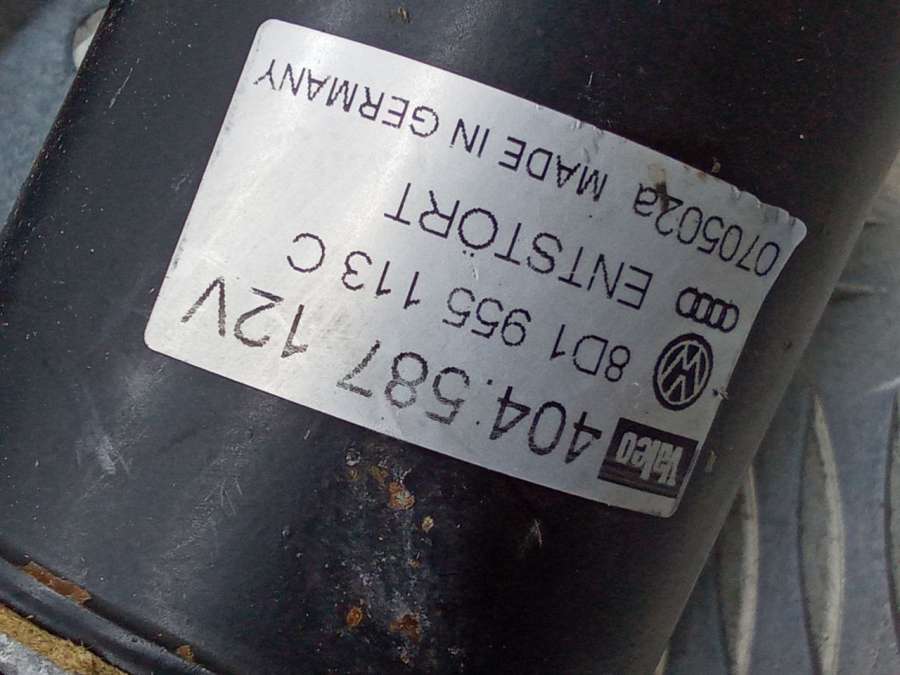 Valeo 404.587 12V
8D1 955 113 C
ENTSTÖRT
070502a MADE IN GERMANY